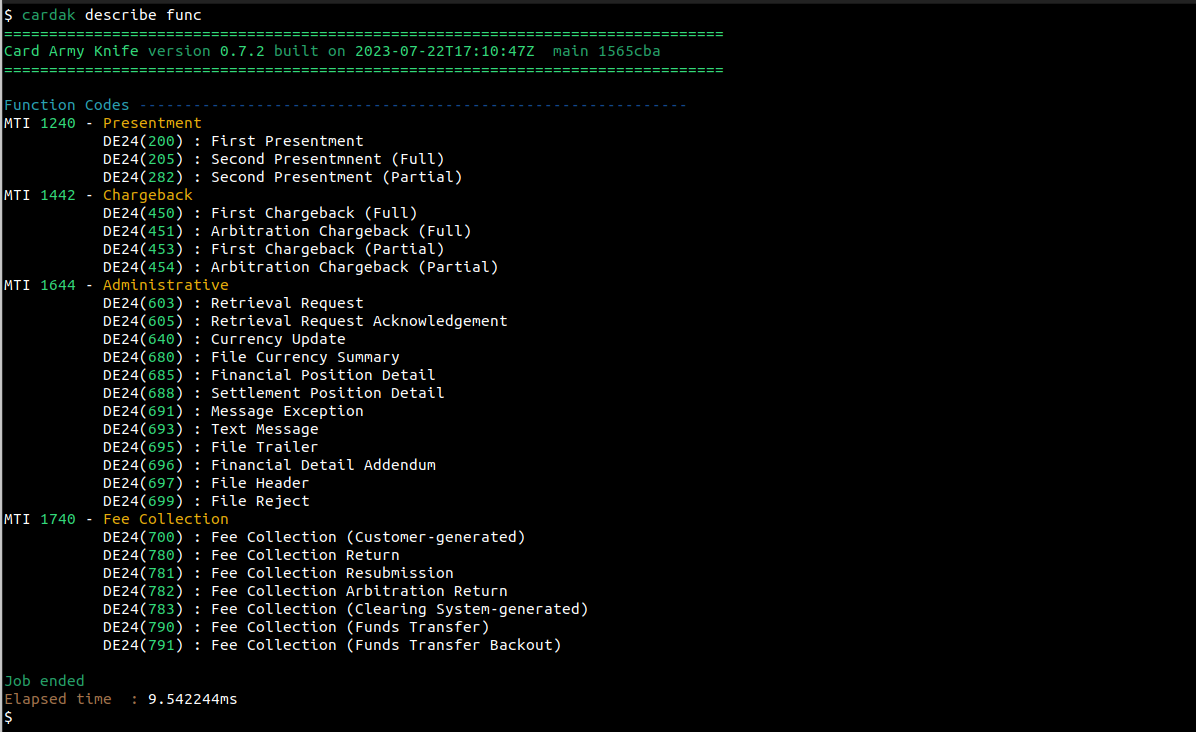 $ cardak describe func
================================================================================
Card Army Knife version 0.7.2 built on 2023-07-22T17:10:47Z  main 1565cba
================================================================================
Function Codes -------------------------------------------------------------
MTI 1240 - Presentment
DE24(200) : First Presentment
DE24(205) : Second Presentmnent (Full)
DE24(282) : Second Presentment (Partial)
MTI 1442 - Chargeback
DE24(450) : First Chargeback (Full)
DE24(451) : Arbitration Chargeback (Full)
DE24(453) : First Chargeback (Partial)
DE24(454) : Arbitration Chargeback (Partial)
MTI 1644 - Administrative
DE24(603) : Retrieval Request
DE24(605) : Retrieval Request Acknowledgement
DE24(640) : Currency Update
DE24(680) : File Currency Summary
DE24(685) : Financial Position Detail
DE24(688) : Settlement Position Detail
DE24(691) : Message Exception
DE24(693) : Text Message
DE24(695) : File Trailer
DE24(696) : Financial Detail Addendum
DE24(697) : File Header
DE24(699) : File Reject
MTI 1740 - Fee Collection
DE24(700) : Fee Collection (Customer-generated)
DE24(780) : Fee Collection Return
DE24(781) : Fee Collection Resubmission
DE24(782) : Fee Collection Arbitration Return
DE24(783) : Fee Collection (Clearing System-generated)
DE24(790) : Fee Collection (Funds Transfer)
DE24(791) : Fee Collection (Funds Transfer Backout)
Job ended
Elapsed time  : 9.542244ms
$